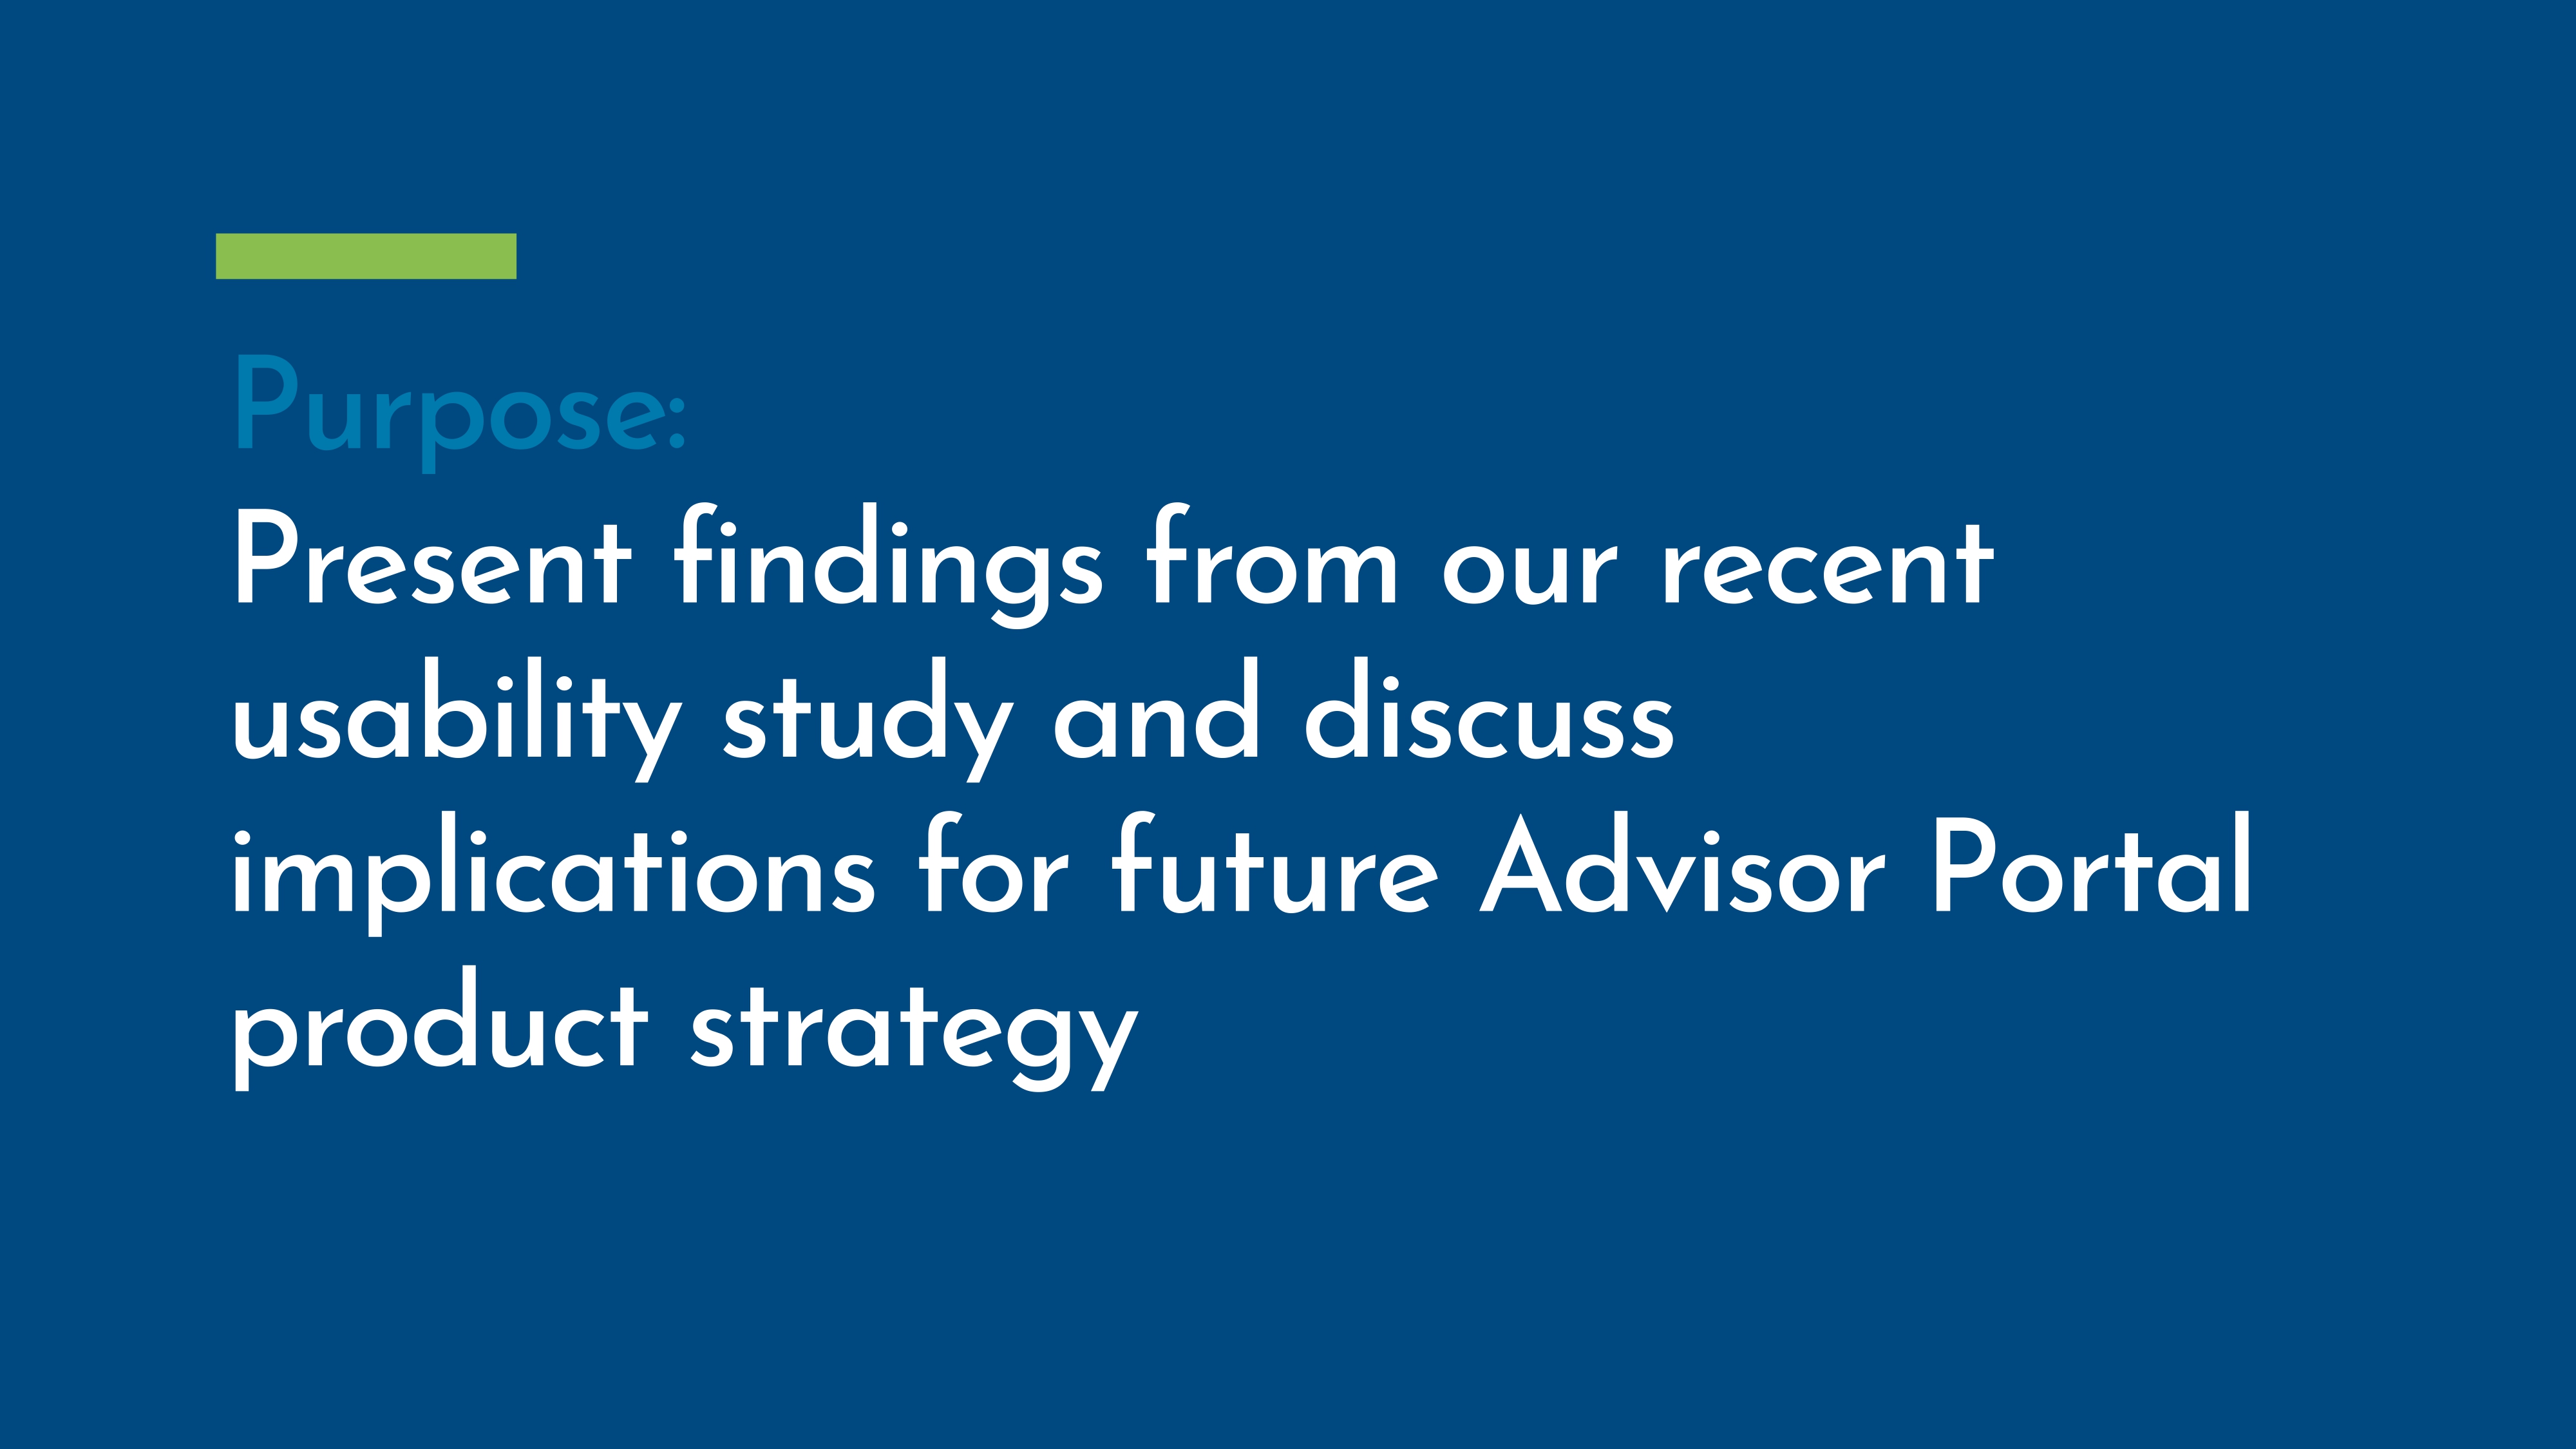 Purpose:
Present findings from our recent
usability study and discuss
implications for future Advisor Portal
product strategy